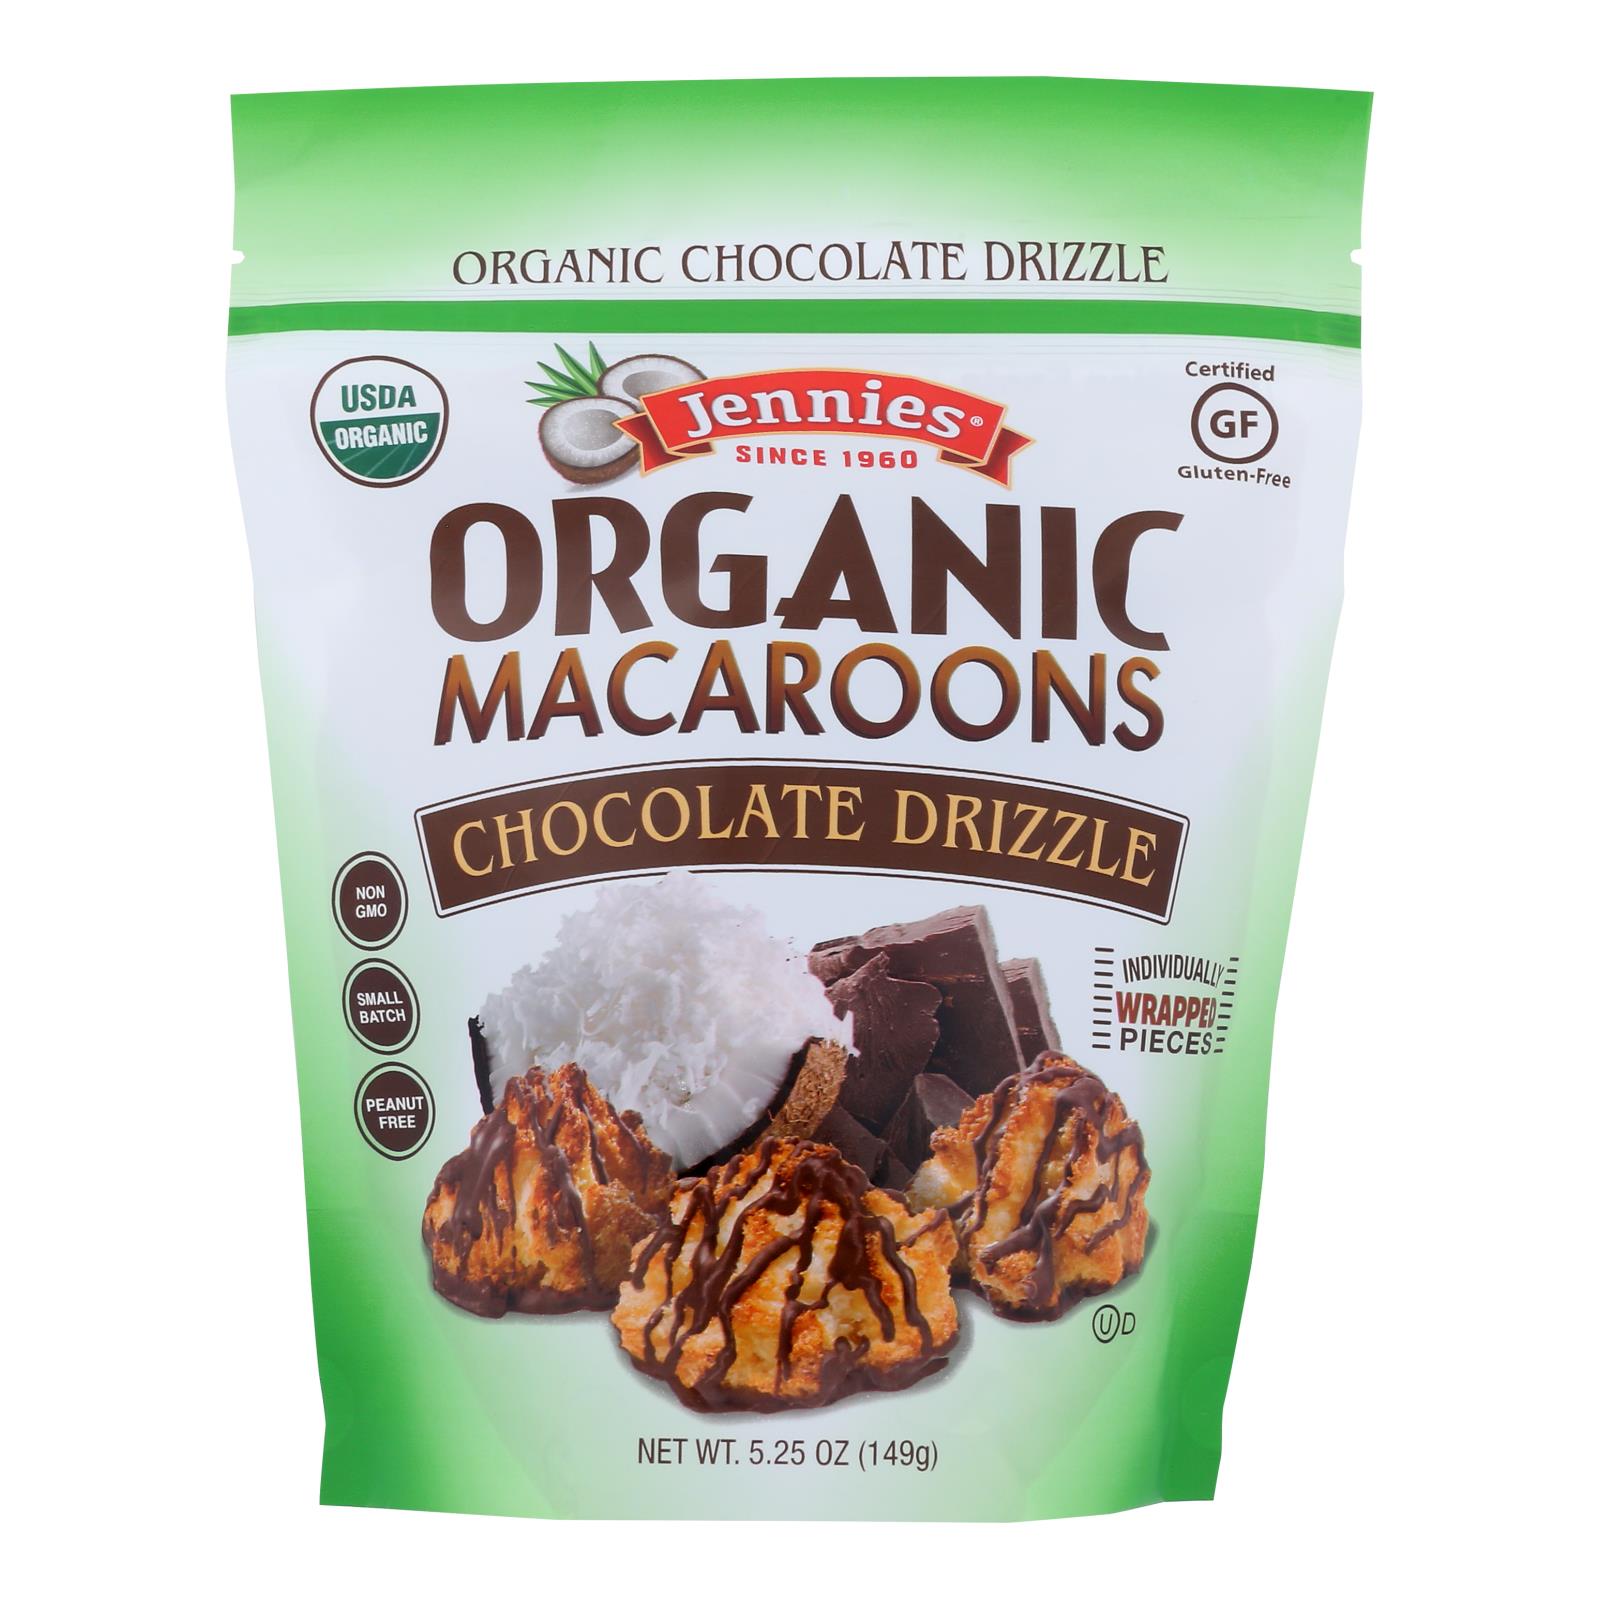 ORGANIC CHOCOLATE DRIZZLE
USDA
ORGANIC
Jennies®
SINCE 1960
Certified
GF
Gluten-Free
ORGANIC
MACAROONS
CHOCOLATE DRIZZLE
NON
GMO
SMALL
BATCH
PEANUT
FREE
INDIVIDUALLY
WRAPPED
PIECES
U D
NET WT. 5.25 OZ (149g)